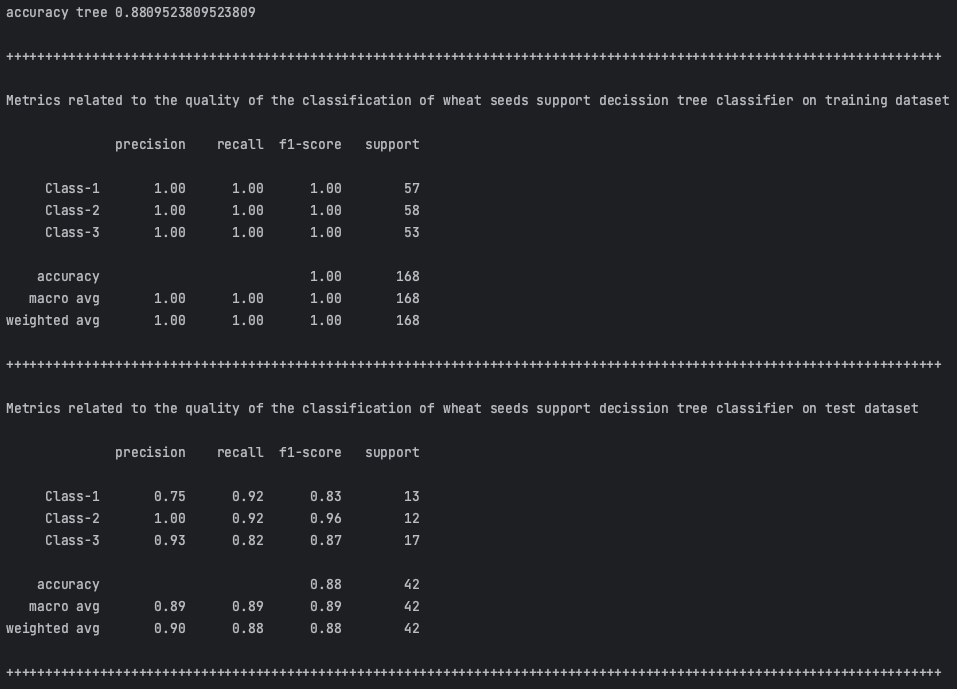 accuracy tree 0.8809523809523809
++++++++++++++++++++++++++++++++++++++++++++++++++++++++++++++++++++++++++++++++++++++++++++++++++++++++++++++++++++++++
Metrics related to the quality of the classification of wheat seeds support decission tree classifier on training dataset
precision recall f1-score support
Class-1 1.00 1.00 1.00 57
Class-2 1.00 1.00 1.00 58
Class-3 1.00 1.00 1.00 53
accuracy 1.00 168
macro avg 1.00 1.00 1.00 168
weighted avg 1.00 1.00 1.00 168
++++++++++++++++++++++++++++++++++++++++++++++++++++++++++++++++++++++++++++++++++++++++++++++++++++++++++++++++++++++++
Metrics related to the quality of the classification of wheat seeds support decission tree classifier on test dataset
precision recall f1-score support
Class-1 0.75 0.92 0.83 13
Class-2 1.00 0.92 0.96 12
Class-3 0.93 0.82 0.87 17
accuracy 0.88 42
macro avg 0.89 0.89 0.89 42
weighted avg 0.90 0.88 0.88 42
++++++++++++++++++++++++++++++++++++++++++++++++++++++++++++++++++++++++++++++++++++++++++++++++++++++++++++++++++++++++